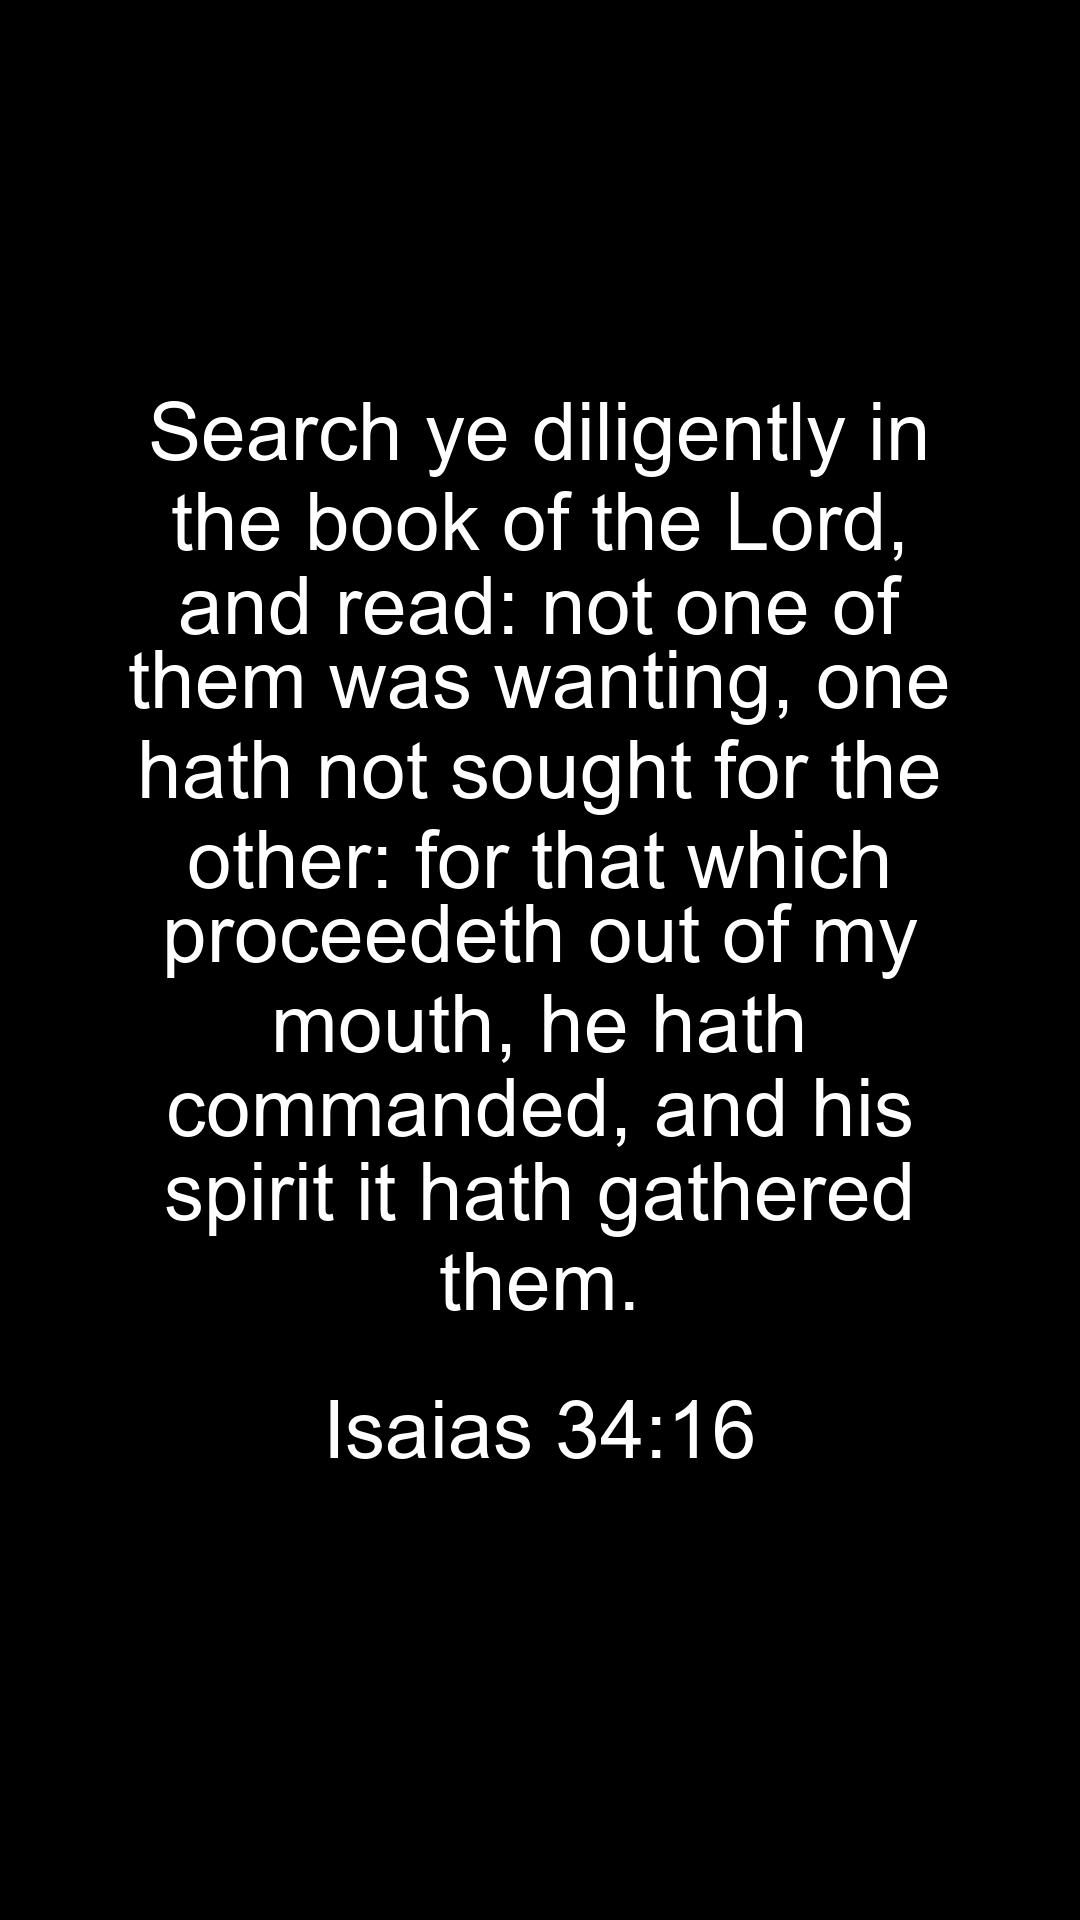 Search ye diligently in
the book of the Lord,
and read: not one of
them was wanting, one
hath not sought for the
other: for that which
proceedeth out of my
mouth, he hath
commanded, and his
spirit it hath gathered
them.
Isaias 34:16